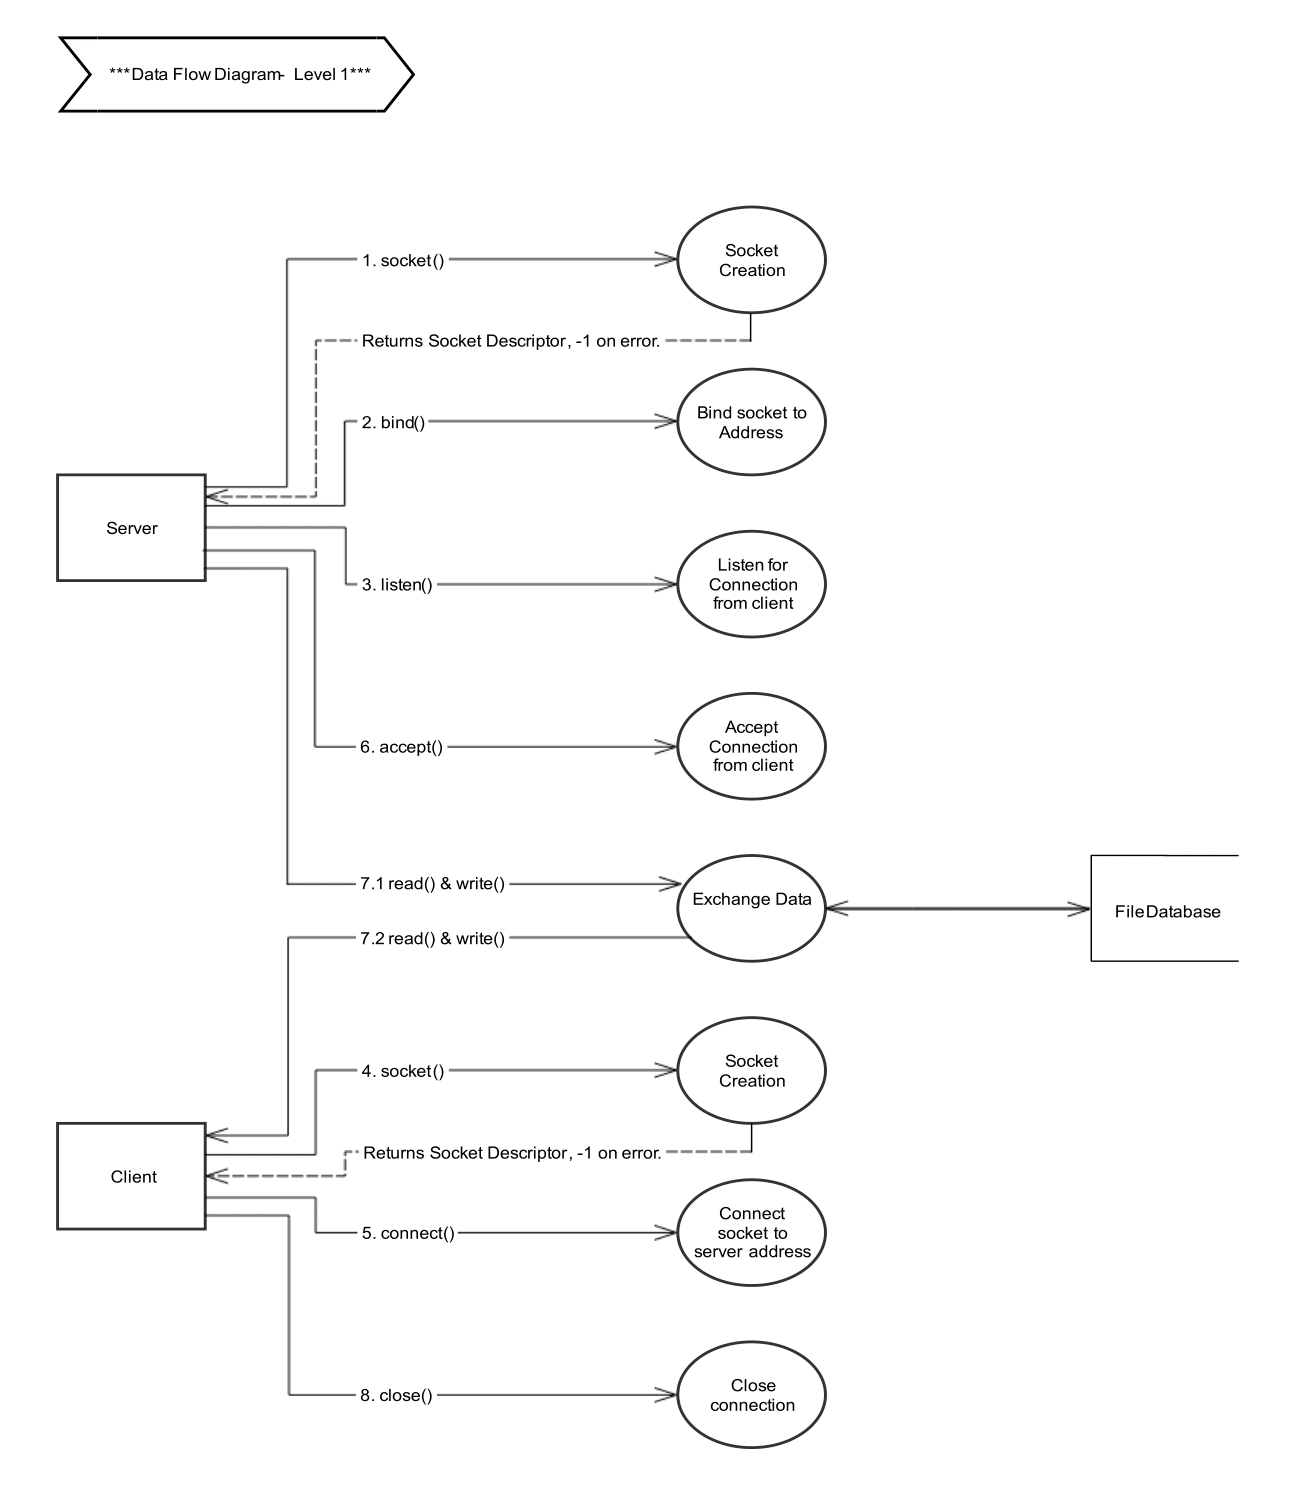 ***Data Flow Diagram- Level 1***
Socket
Creation
1. socket()
Returns Socket Descriptor, -1 on error.
Bind socket to
Address
2. bind()
Server
Listen for
Connection
from client
3. listen()
Accept
Connection
from client
6. accept()
7.1 read() & write()
Exchange Data
File Database
7.2 read() & write()
Socket
Creation
4. socket()
Returns Socket Descriptor, -1 on error.
Client
Connect
socket to
server address
5. connect()
Close
connection
8. close()